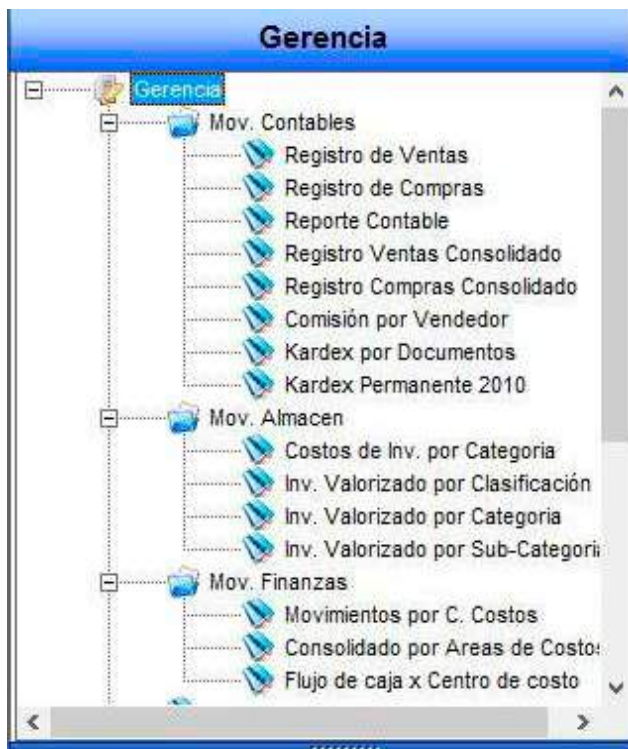 Gerencia
Gerencia
Mov. Contables
Registro de Ventas
Registro de Compras
Reporte Contable
Registro Ventas Consolidado
Registro Compras Consolidado
Comisión por Vendedor
Kardex por Documentos
Kardex Permanente 2010
Mov. Almacen
Costos de Inv. por Categoria
Inv. Valorizado por Clasificación
Inv. Valorizado por Categoria
Inv. Valorizado por Sub-Categori
Mov. Finanzas
Movimientos por C. Costos
Consolidado por Areas de Costo
Flujo de caja x Centro de costo